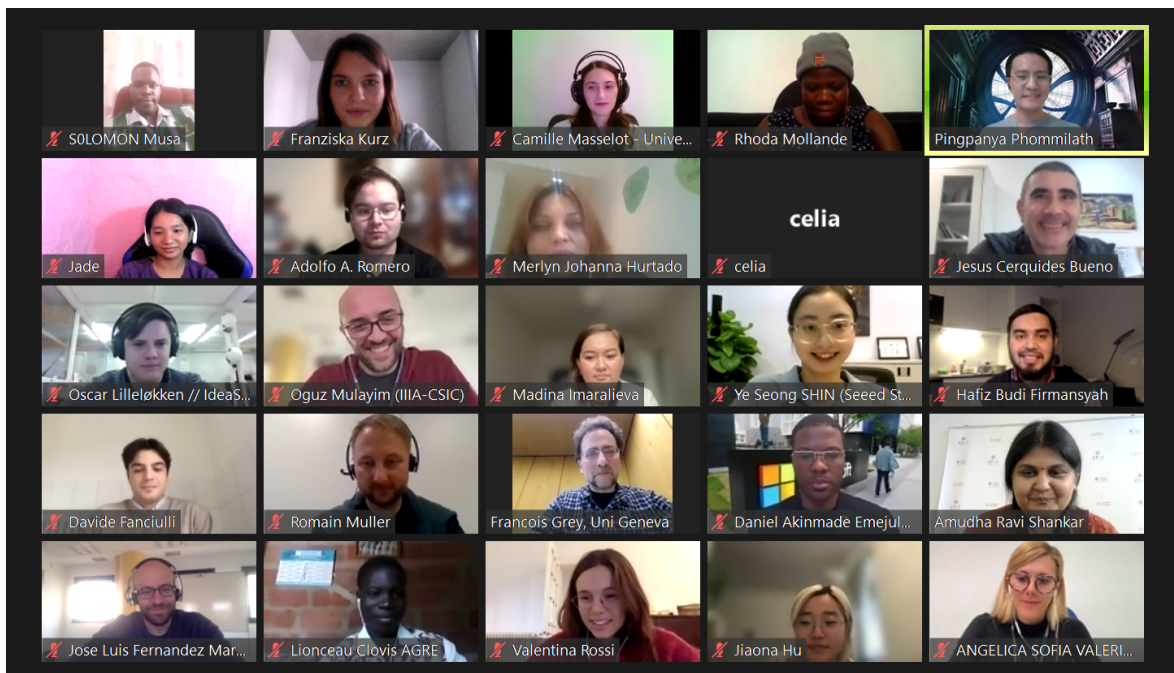 S0LOMON Musa
Franziska Kurz
Camille Masselot - Unive...
Rhoda Mollande
Pingpanya Phommilath
Jade
Adolfo A. Romero
Merlyn Johanna Hurtado
celia
celia
Jesus Cerquides Bueno
Oscar Lilleløkken // IdeaS...
Oguz Mulayim (IIIA-CSIC)
Madina Imaralieva
Ye Seong SHIN (Seeed St...
Hafiz Budi Firmansyah
Davide Fanciulli
Romain Muller
Francois Grey, Uni Geneva
Daniel Akinmade Emejul...
Amudha Ravi Shankar
Jose Luis Fernandez Mar...
Lionceau Clovis AGRE
Valentina Rossi
Jiaona Hu
ANGELICA SOFIA VALERI...